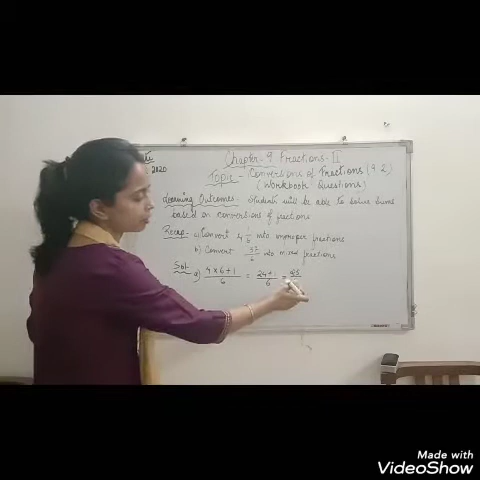 Chapter-9 Fractions-II
2020
Topic - Conversions of Fractions (9.2)
(Workbook Questions)
Learning Outcomes - Students will be able to solve sums
based on conversions of fractions
Recap - a) Convert 4 1/6 into improper fractions
b) Convert 37/6 into mixed fractions
Sol a) 4×6+1/6 = 24+1/6 = 25
Made with
VideoShow